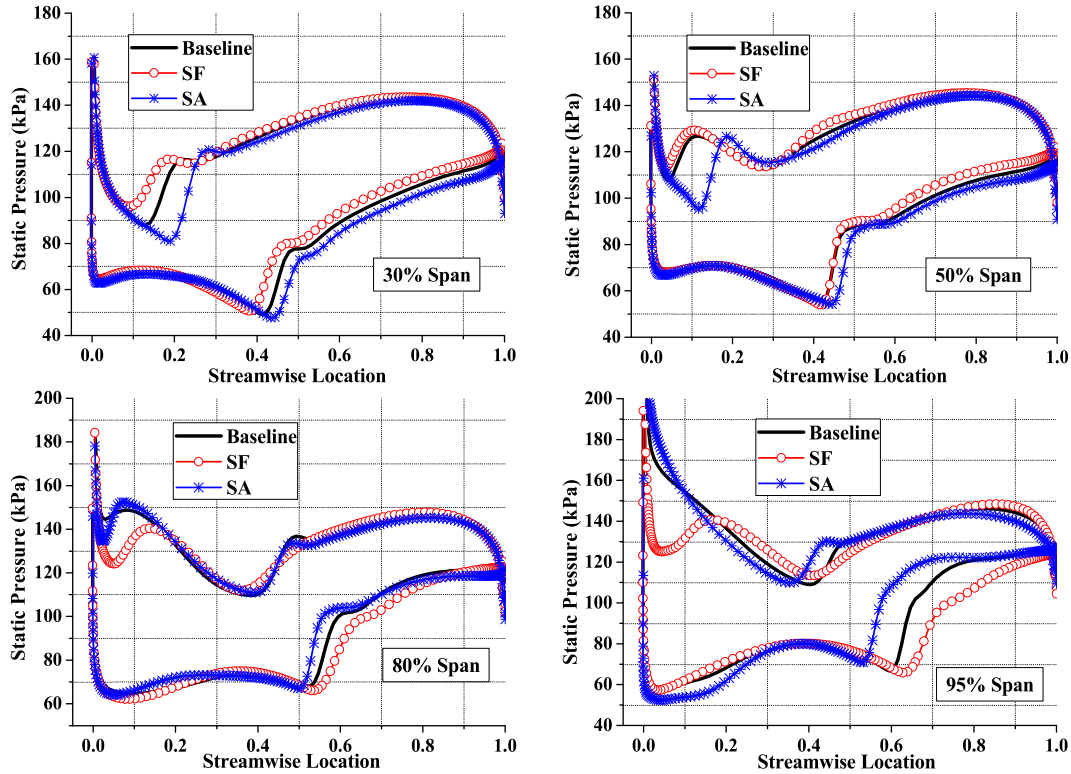 180
160
140
120
100
80
60
40
Static Pressure (kPa)
Baseline
SF
SA
30% Span
0.0 0.2 0.4 0.6 0.8 1.0
Streamwise Location
180
160
140
120
100
80
60
40
Static Pressure (kPa)
Baseline
SF
SA
50% Span
0.0 0.2 0.4 0.6 0.8 1.0
Streamwise Location
200
180
160
140
120
100
80
60
Static Pressure (kPa)
Baseline
SF
SA
80% Span
0.0 0.2 0.4 0.6 0.8 1.0
Streamwise Location
200
180
160
140
120
100
80
60
40
Static Pressure (kPa)
Baseline
SF
SA
95% Span
0.0 0.2 0.4 0.6 0.8 1.0
Streamwise Location